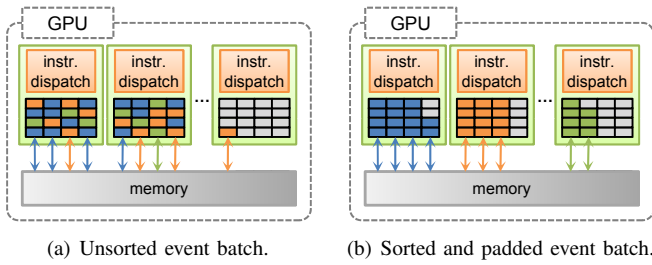 GPU
instr. dispatch
instr. dispatch
...
instr. dispatch
memory
(a) Unsorted event batch.
GPU
instr. dispatch
instr. dispatch
...
instr. dispatch
memory
(b) Sorted and padded event batch.